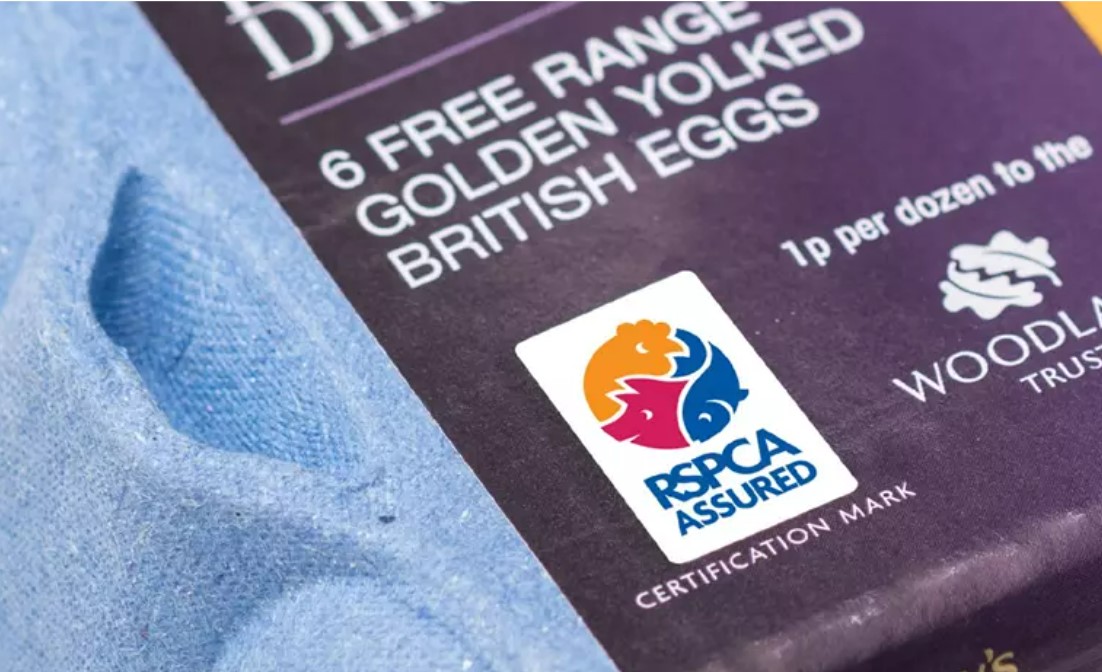 6 FREE RANGE
GOLDEN YOLKED
BRITISH EGGS
1p per dozen to the
WOODLA
TRUST
RSPCA
ASSURED
CERTIFICATION MARK